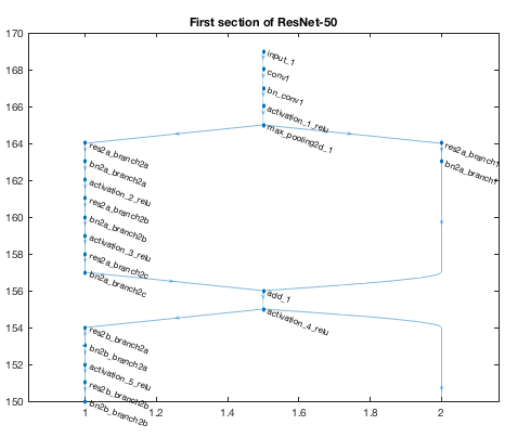 First section of ResNet-50
170
168
166
164
162
160
158
156
154
152
150
input_1
conv1
bn_conv1
activation_1_relu
max_pooling2d_1
res2a_branch2a
bn2a_branch2a
activation_2_relu
res2a_branch2b
bn2a_branch2b
activation_3_relu
res2a_branch2c
bn2a_branch2c
res2a_branch1
bn2a_branch1
add_1
activation_4_relu
res2b_branch2a
bn2b_branch2a
activation_5_relu
res2b_branch2b
bn2b_branch2b
1
1.2
1.4
1.6
1.8
2